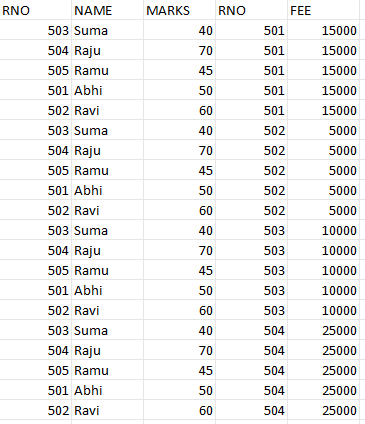 RNO NAME MARKS RNO FEE
503 Suma 40 501 15000
504 Raju 70 501 15000
505 Ramu 45 501 15000
501 Abhi 50 501 15000
502 Ravi 60 501 15000
503 Suma 40 502 5000
504 Raju 70 502 5000
505 Ramu 45 502 5000
501 Abhi 50 502 5000
502 Ravi 60 502 5000
503 Suma 40 503 10000
504 Raju 70 503 10000
505 Ramu 45 503 10000
501 Abhi 50 503 10000
502 Ravi 60 503 10000
503 Suma 40 504 25000
504 Raju 70 504 25000
505 Ramu 45 504 25000
501 Abhi 50 504 25000
502 Ravi 60 504 25000